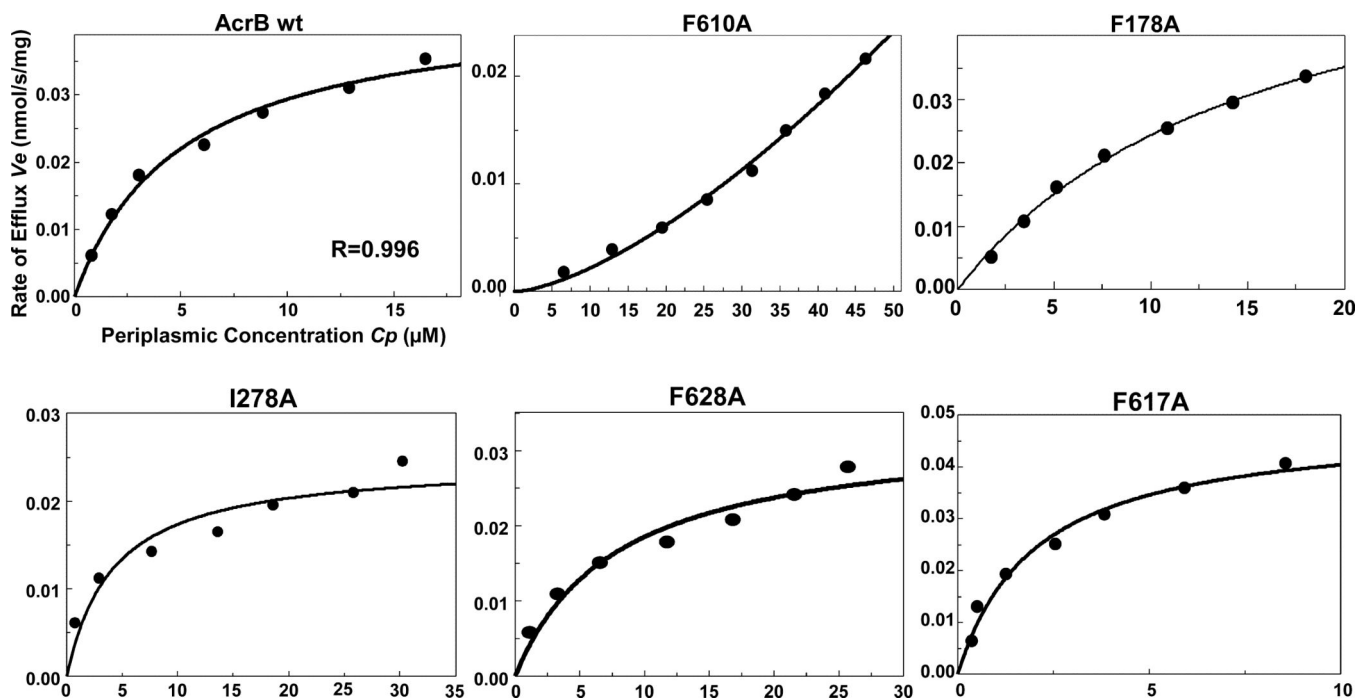 AcrB wt
F610A
F178A
Rate of Efflux Ve (nmol/s/mg)
0.03
0.02
0.01
0.00
R=0.996
0 5 10 15
Periplasmic Concentration Cp (µM)
0.02
0.01
0.00
0 5 10 15 20 25 30 35 40 45 50
0.03
0.02
0.01
0.00
0 5 10 15 20
I278A
F628A
F617A
0.03
0.02
0.01
0.00
0 5 10 15 20 25 30 35
0.03
0.02
0.01
0.00
0 5 10 15 20 25 30
0.05
0.04
0.03
0.02
0.01
0.00
0 5 10